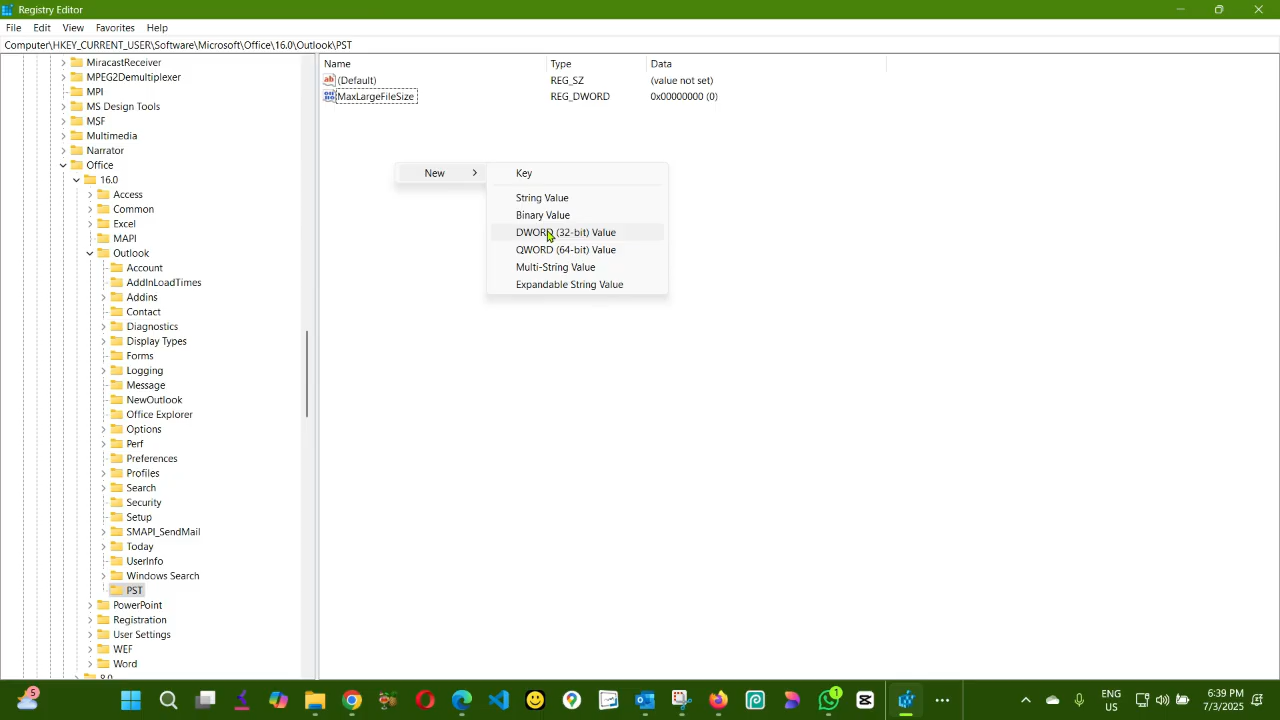 Registry Editor
File Edit View Favorites Help
Computer\HKEY_CURRENT_USER\Software\Microsoft\Office\16.0\Outlook\PST
MiracastReceiver
MPEG2Demultiplexer
MPI
MS Design Tools
MSF
Multimedia
Narrator
Office
16.0
Access
Common
Excel
MAPI
Outlook
Account
AddInLoadTimes
Addins
Contact
Diagnostics
Display Types
Forms
Logging
Message
NewOutlook
Office Explorer
Options
Perf
Preferences
Profiles
Search
Security
Setup
SMAPI_SendMail
Today
UserInfo
Windows Search
PST
PowerPoint
Registration
User Settings
WEF
Word
8.0
Name Type Data
(Default) REG_SZ (value not set)
MaxLargeFileSize REG_DWORD 0x00000000 (0)
New
Key
String Value
Binary Value
DWORD (32-bit) Value
QWORD (64-bit) Value
Multi-String Value
Expandable String Value
5
1
ENG
US
6:39 PM
7/3/2025